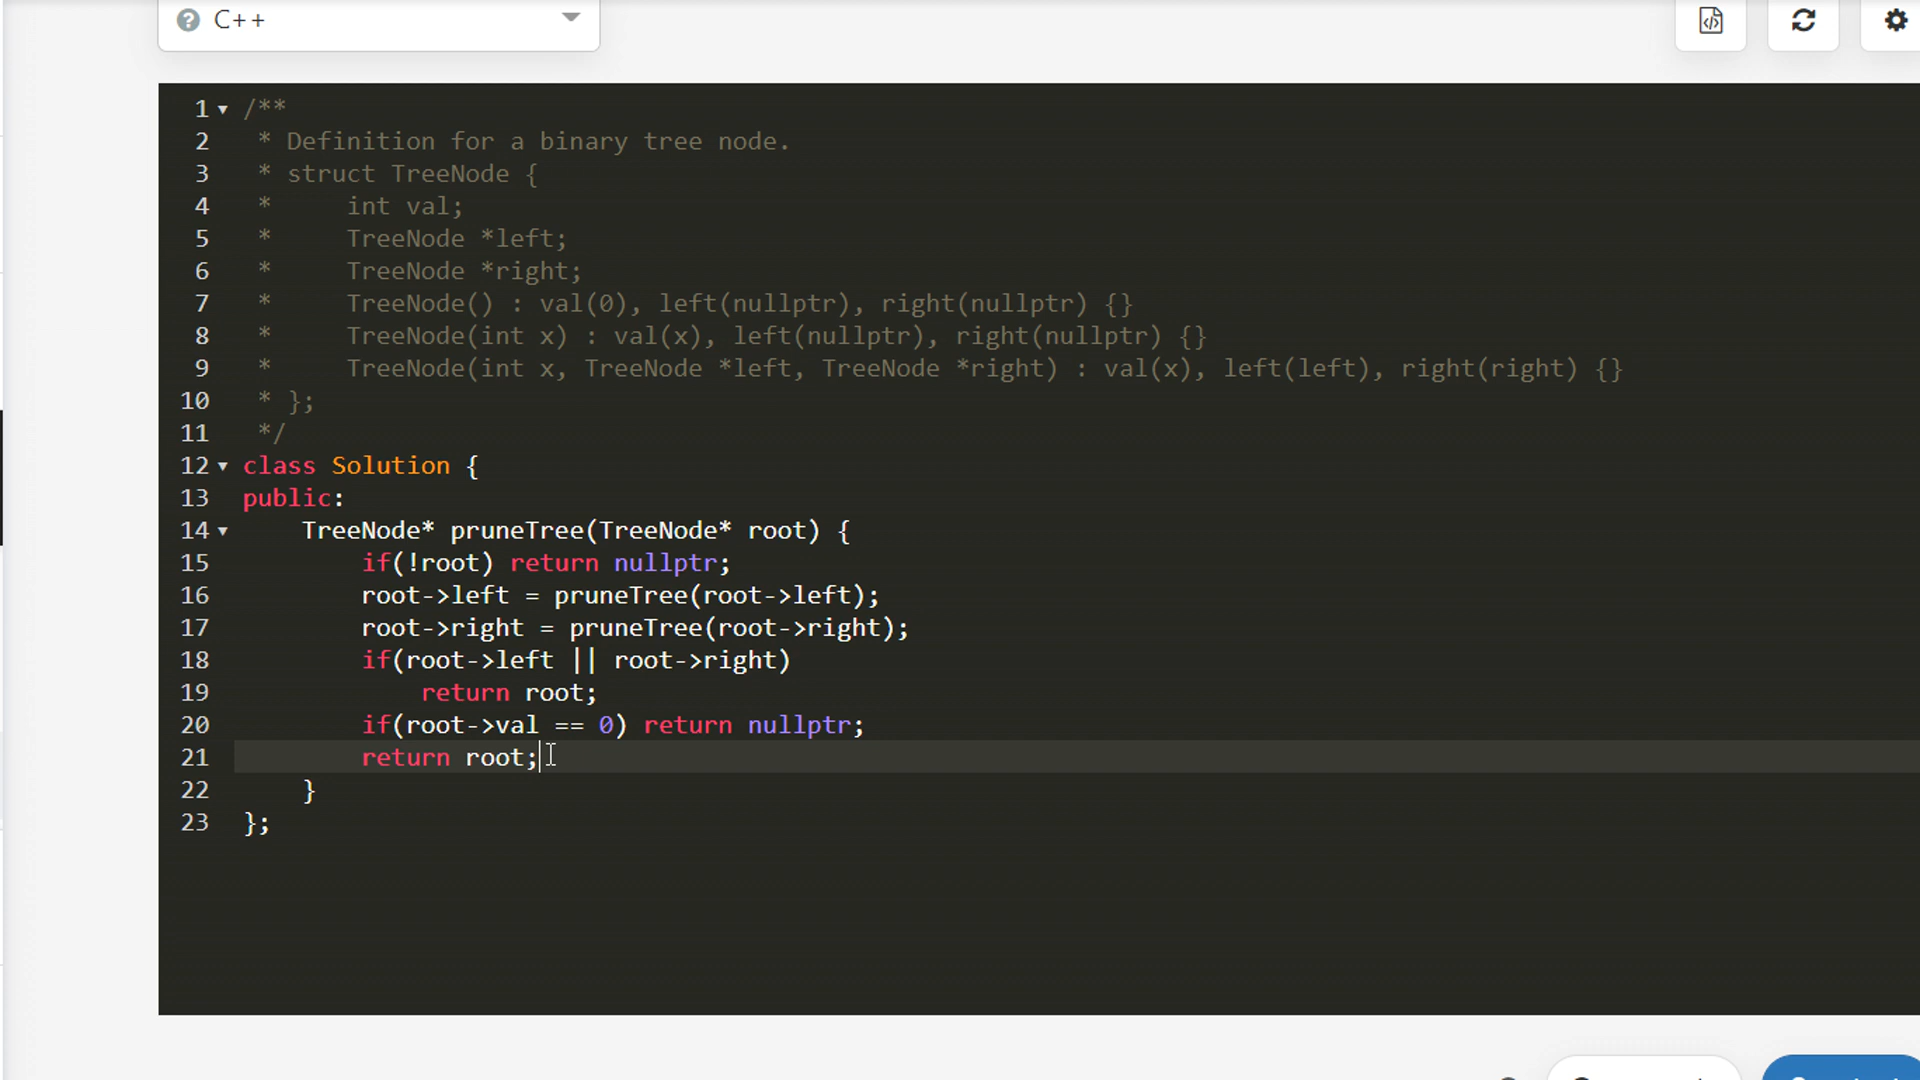 C++
1 /**
2  * Definition for a binary tree node.
3  * struct TreeNode {
4  *     int val;
5  *     TreeNode *left;
6  *     TreeNode *right;
7  *     TreeNode() : val(0), left(nullptr), right(nullptr) {}
8  *     TreeNode(int x) : val(x), left(nullptr), right(nullptr) {}
9  *     TreeNode(int x, TreeNode *left, TreeNode *right) : val(x), left(left), right(right) {}
10  * };
11  */
12 class Solution {
13 public:
14     TreeNode* pruneTree(TreeNode* root) {
15         if(!root) return nullptr;
16         root->left = pruneTree(root->left);
17         root->right = pruneTree(root->right);
18         if(root->left || root->right)
19             return root;
20         if(root->val == 0) return nullptr;
21         return root;
22     }
23 };